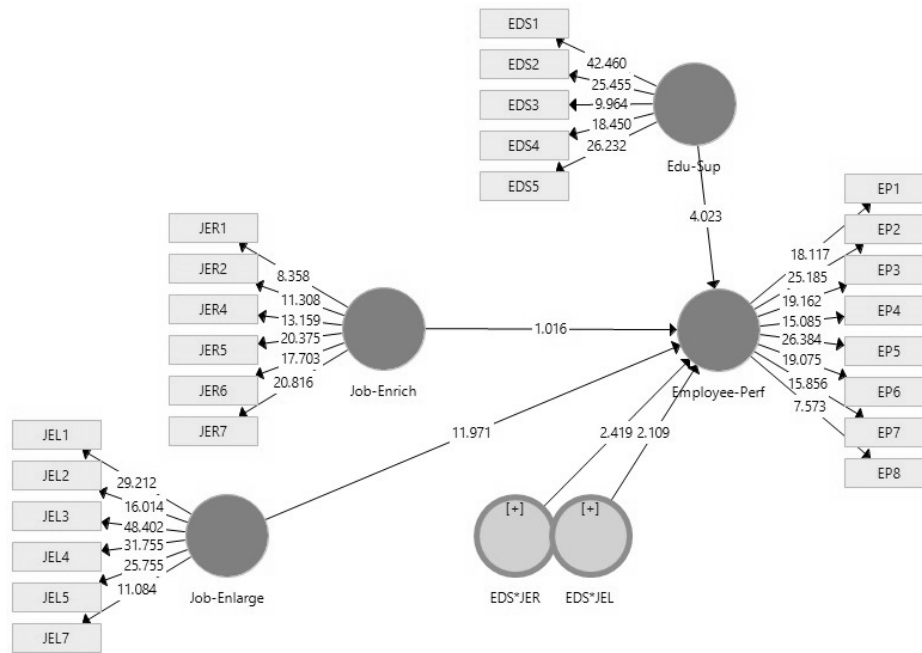 EDS1
EDS2
EDS3
EDS4
EDS5
42.460
25.455
9.964
18.450
26.232
Edu-Sup
4.023
JER1
JER2
JER4
JER5
JER6
JER7
8.358
11.308
13.159
20.375
17.703
20.816
Job-Enrich
1.016
EP1
EP2
EP3
EP4
EP5
EP6
EP7
EP8
18.117
25.185
19.162
15.085
26.384
19.075
15.856
7.573
Employee-Perf
JEL1
JEL2
JEL3
JEL4
JEL5
JEL7
29.212
16.014
48.402
31.755
25.755
11.084
Job-Enlarge
11.971
2.419
2.109
[+]
[+]
EDS*JER
EDS*JEL